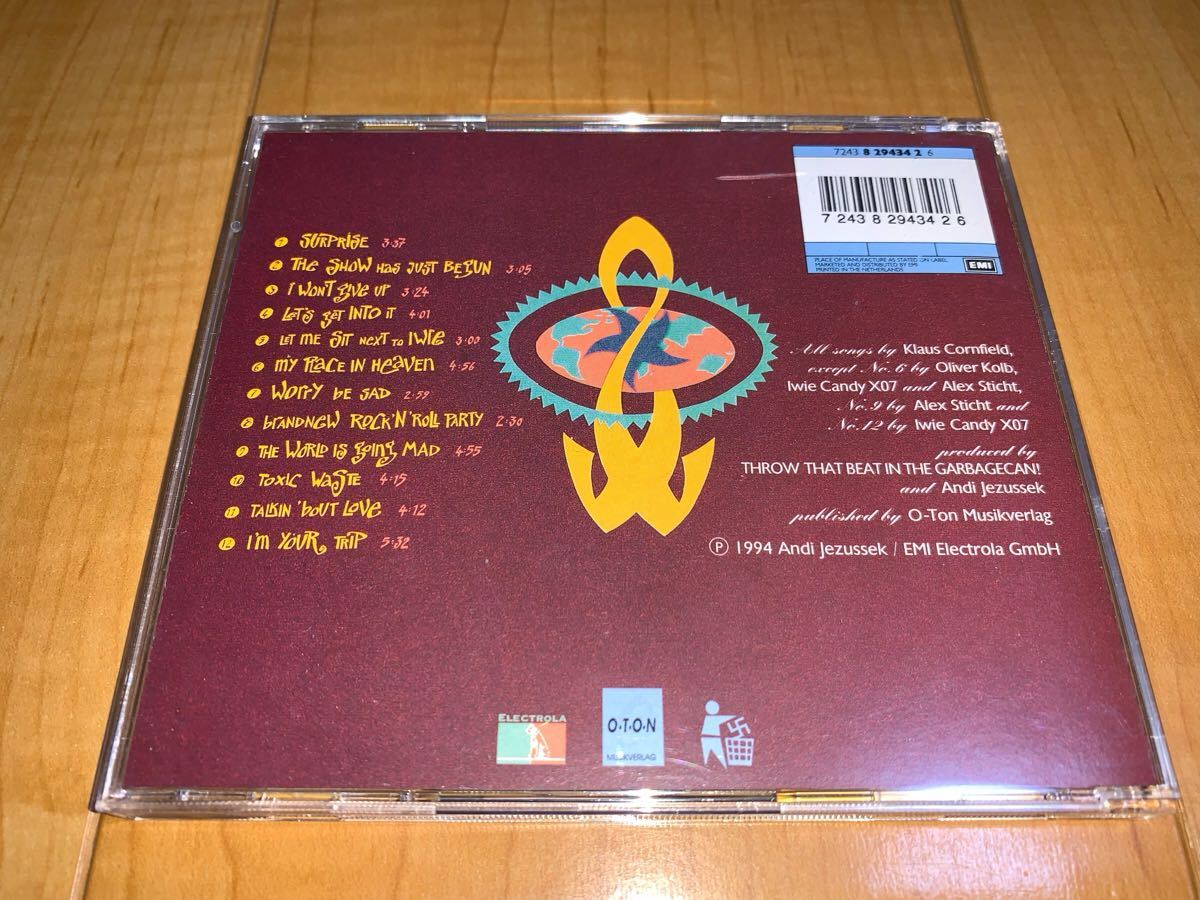 7243 8 29434 2 6
7 243 8 29434 2 6
PLACE OF MANUFACTURE AS STATED ON LABEL
MARKETED AND DISTRIBUTED BY EMI
PRINTED IN THE NETHERLANDS
EMI
1 SURPRISE 3:37
2 THE SHOW HAS JUST BEGUN 3:05
3 I WON'T GIVE UP 3:24
4 LET'S GET INTO IT 4:01
5 LET ME SIT NEXT TO IWIE 3:00
6 MY PLACE IN HEAVEN 4:56
7 WORRY BE SAD 2:59
8 BRANDNEW ROCK'N'ROLL PARTY 2:30
9 THE WORLD IS GOING MAD 4:55
10 TOXIC WASTE 4:15
11 TALKIN 'BOUT LOVE 4:12
12 I'M YOUR TRIP 5:32
All songs by Klaus Cornfield,
except No. 6 by Oliver Kolb,
Iwie Candy X07 and Alex Sticht,
No. 9 by Alex Sticht and
No. 12 by Iwie Candy X07
produced by
THROW THAT BEAT IN THE GARBAGECAN!
and Andi Jezussek
published by O-Ton Musikverlag
℗ 1994 Andi Jezussek / EMI Electrola GmbH
ELECTROLA
O·T·O·N
MUSIKVERLAG